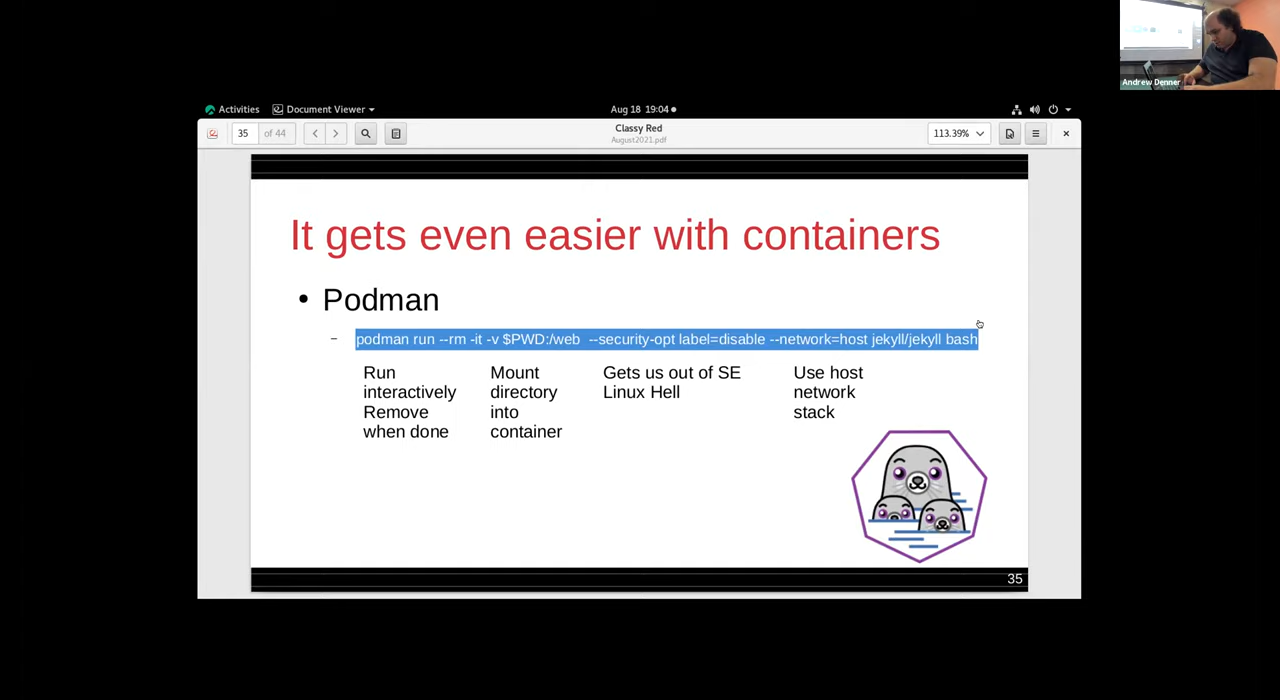 Andrew Denner
Activities
Document Viewer
Aug 18 19:04
35
of 44
Classy Red
August2021.pdf
113.39%
It gets even easier with containers
• Podman
– podman run --rm -it -v $PWD:/web --security-opt label=disable --network=host jekyll/jekyll bash
Run
interactively
Remove
when done
Mount
directory
into
container
Gets us out of SE
Linux Hell
Use host
network
stack
35